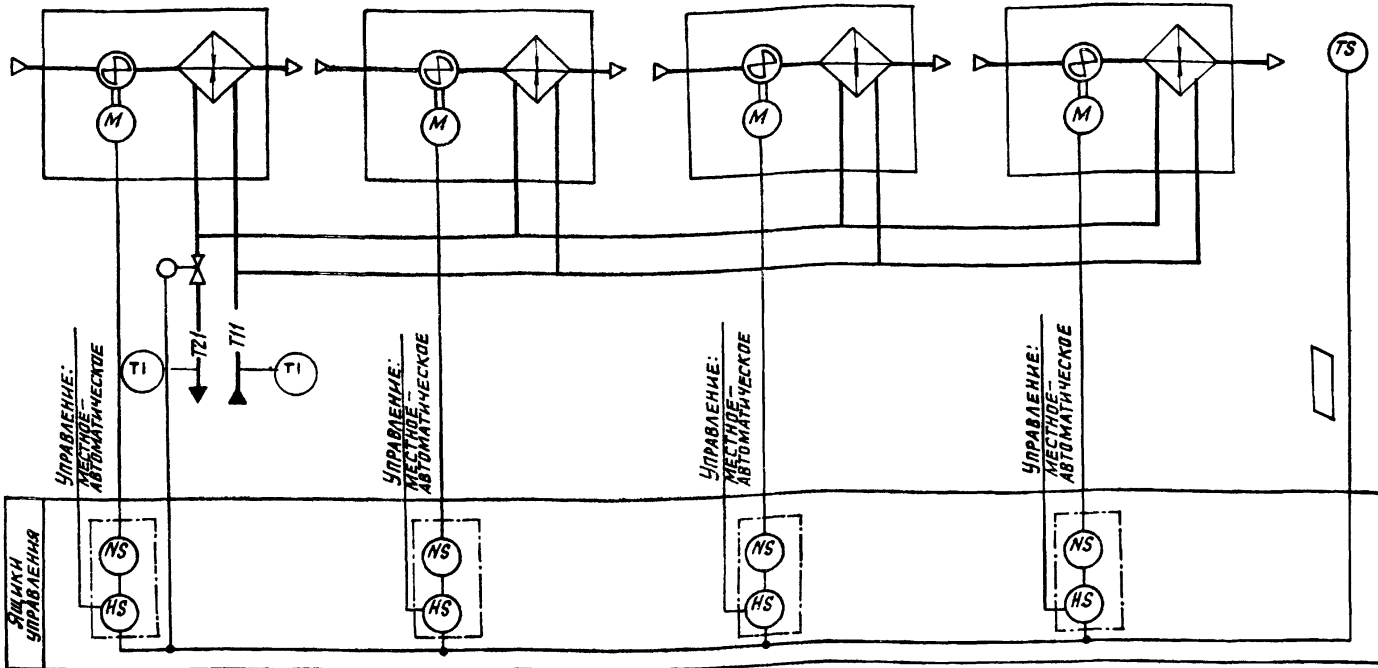 TS
M
M
M
M
T21
T11
TI
TI
УПРАВЛЕНИЕ:
МЕСТНОЕ-
АВТОМАТИЧЕСКОЕ
УПРАВЛЕНИЕ:
МЕСТНОЕ-
АВТОМАТИЧЕСКОЕ
УПРАВЛЕНИЕ:
МЕСТНОЕ-
АВТОМАТИЧЕСКОЕ
УПРАВЛЕНИЕ:
МЕСТНОЕ-
АВТОМАТИЧЕСКОЕ
ЯЩИКИ
УПРАВЛЕНИЯ
NS
NS
NS
NS
HS
HS
HS
HS